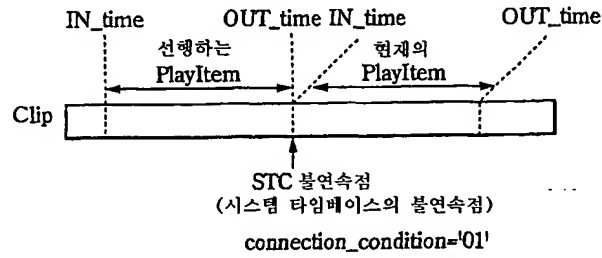 IN_time OUT_time IN_time OUT_time
선행하는 현재의
PlayItem PlayItem
Clip
STC 불연속점
(시스템 타임베이스의 불연속점)
connection_condition='01'